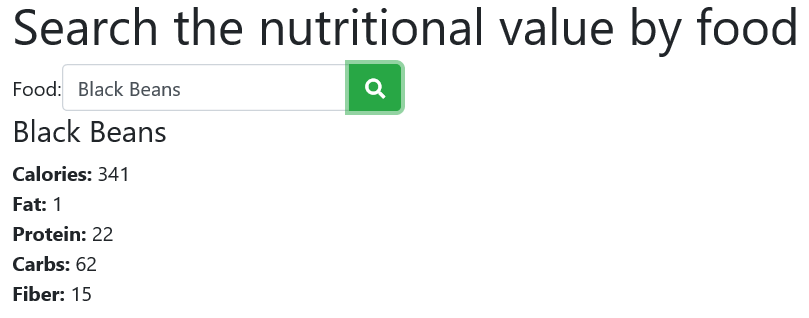 Search the nutritional value by food
Food: Black Beans
Black Beans
Calories: 341
Fat: 1
Protein: 22
Carbs: 62
Fiber: 15